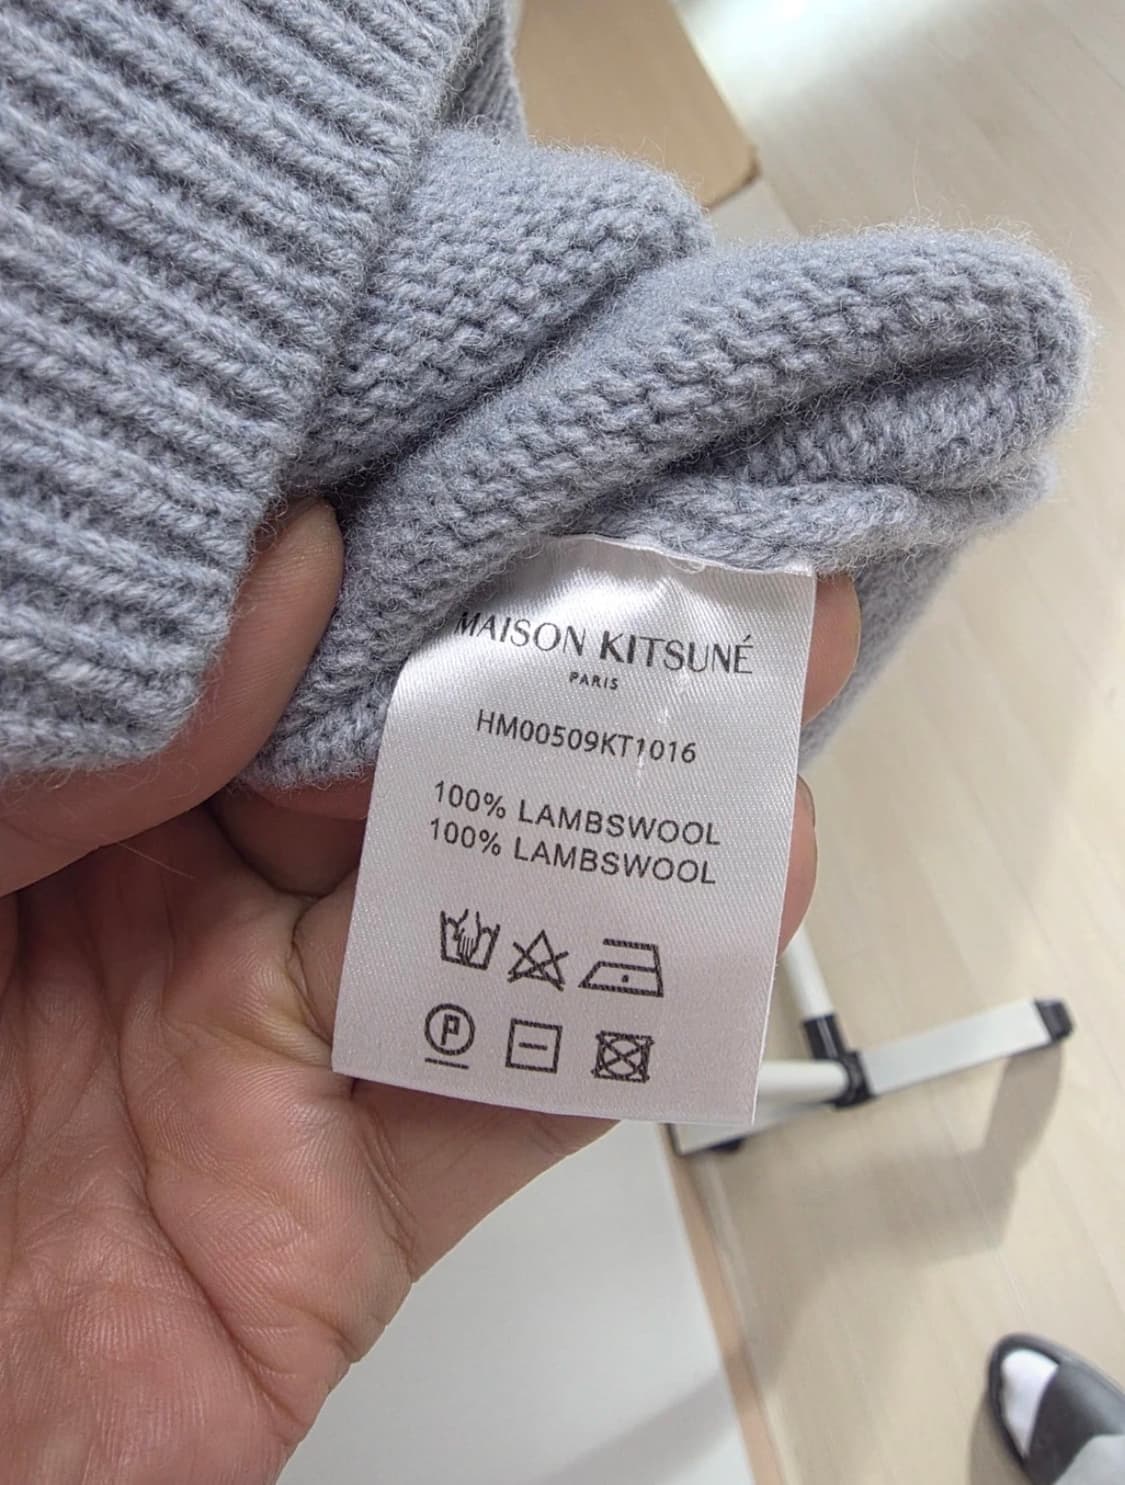 MAISON KITSUNÉ
PARIS
HM00509KT1016
100% LAMBSWOOL
100% LAMBSWOOL
P